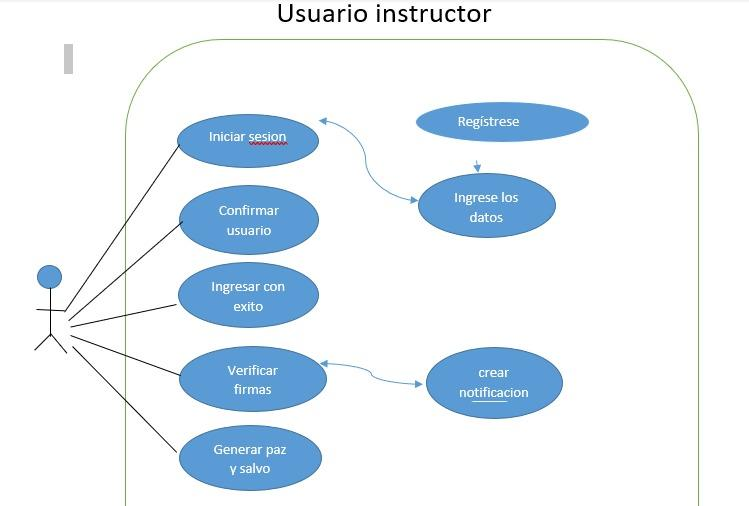 Usuario instructor
Iniciar sesion
Regístrese
Confirmar
usuario
Ingrese los
datos
Ingresar con
exito
Verificar
firmas
crear
notificacion
Generar paz
y salvo